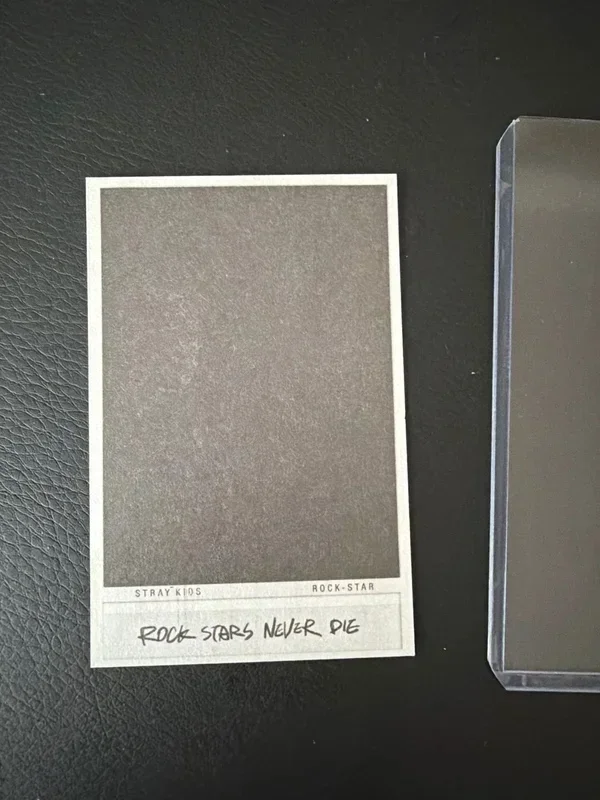 STRAY KIDS ROCK-STAR
ROCK STARS NEVER DIE